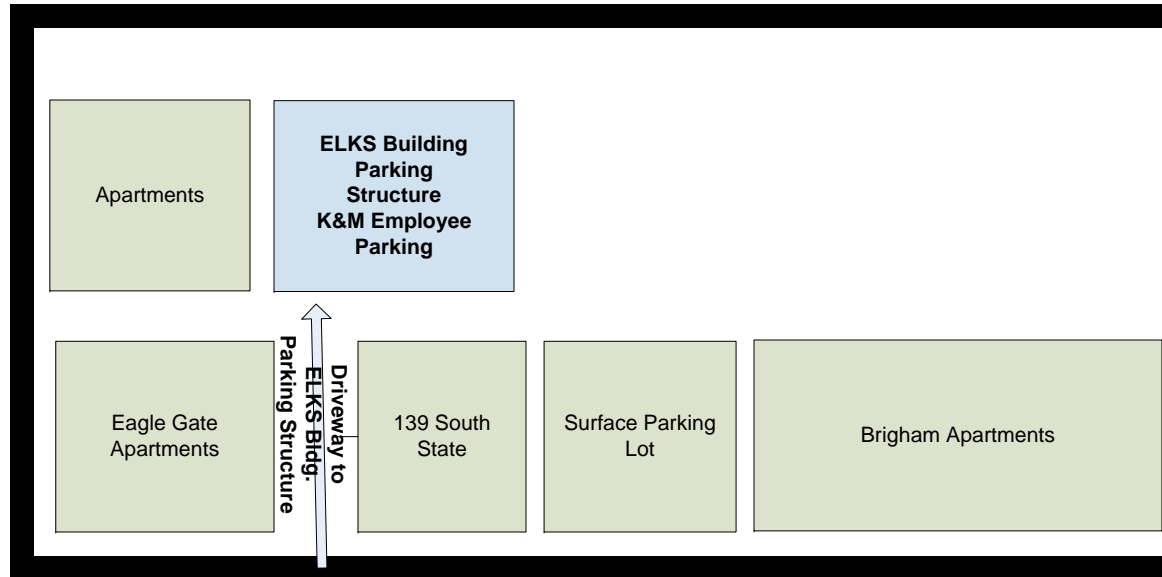 Apartments
ELKS Building
Parking
Structure
K&M Employee
Parking
Eagle Gate
Apartments
Driveway to
ELKS Bldg.
Parking Structure
139 South
State
Surface Parking
Lot
Brigham Apartments